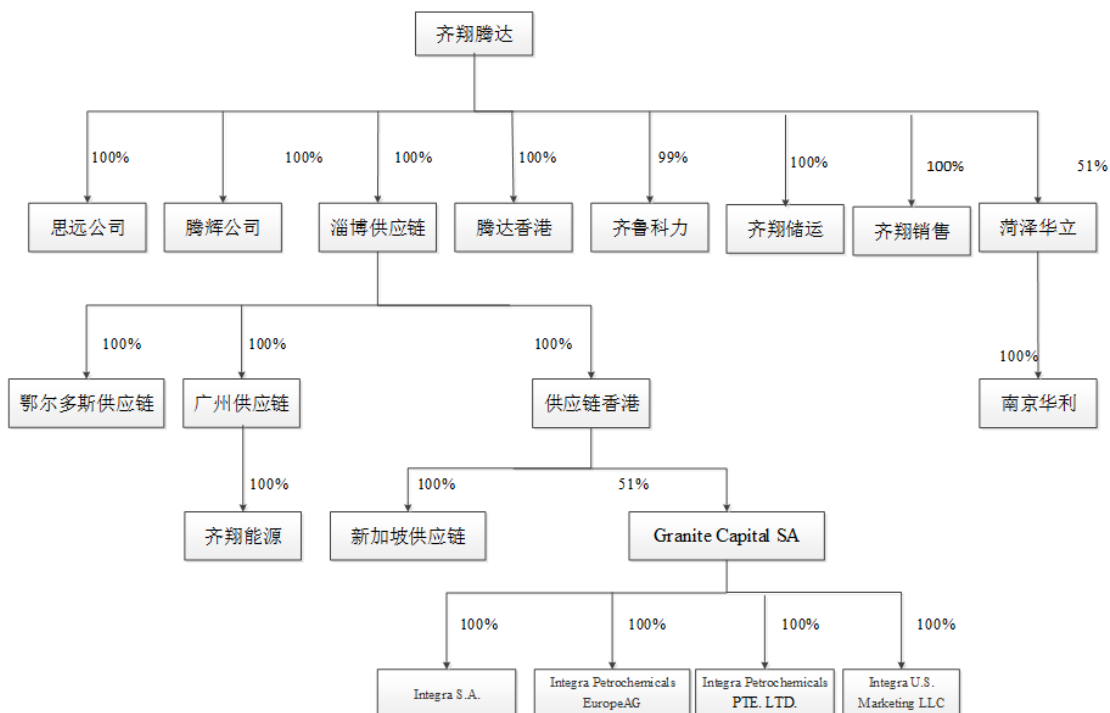 齐翔腾达
100%
100%
100%
100%
99%
100%
100%
51%
思远公司
腾辉公司
淄博供应链
腾达香港
齐鲁科力
齐翔储运
齐翔销售
菏泽华立
100%
100%
100%
100%
鄂尔多斯供应链
广州供应链
供应链香港
南京华利
100%
100%
51%
齐翔能源
新加坡供应链
Granite Capital SA
100%
100%
100%
100%
Integra S.A.
Integra Petrochemicals
EuropeAG
Integra Petrochemicals
PTE. LTD.
Integra U.S.
Marketing LLC